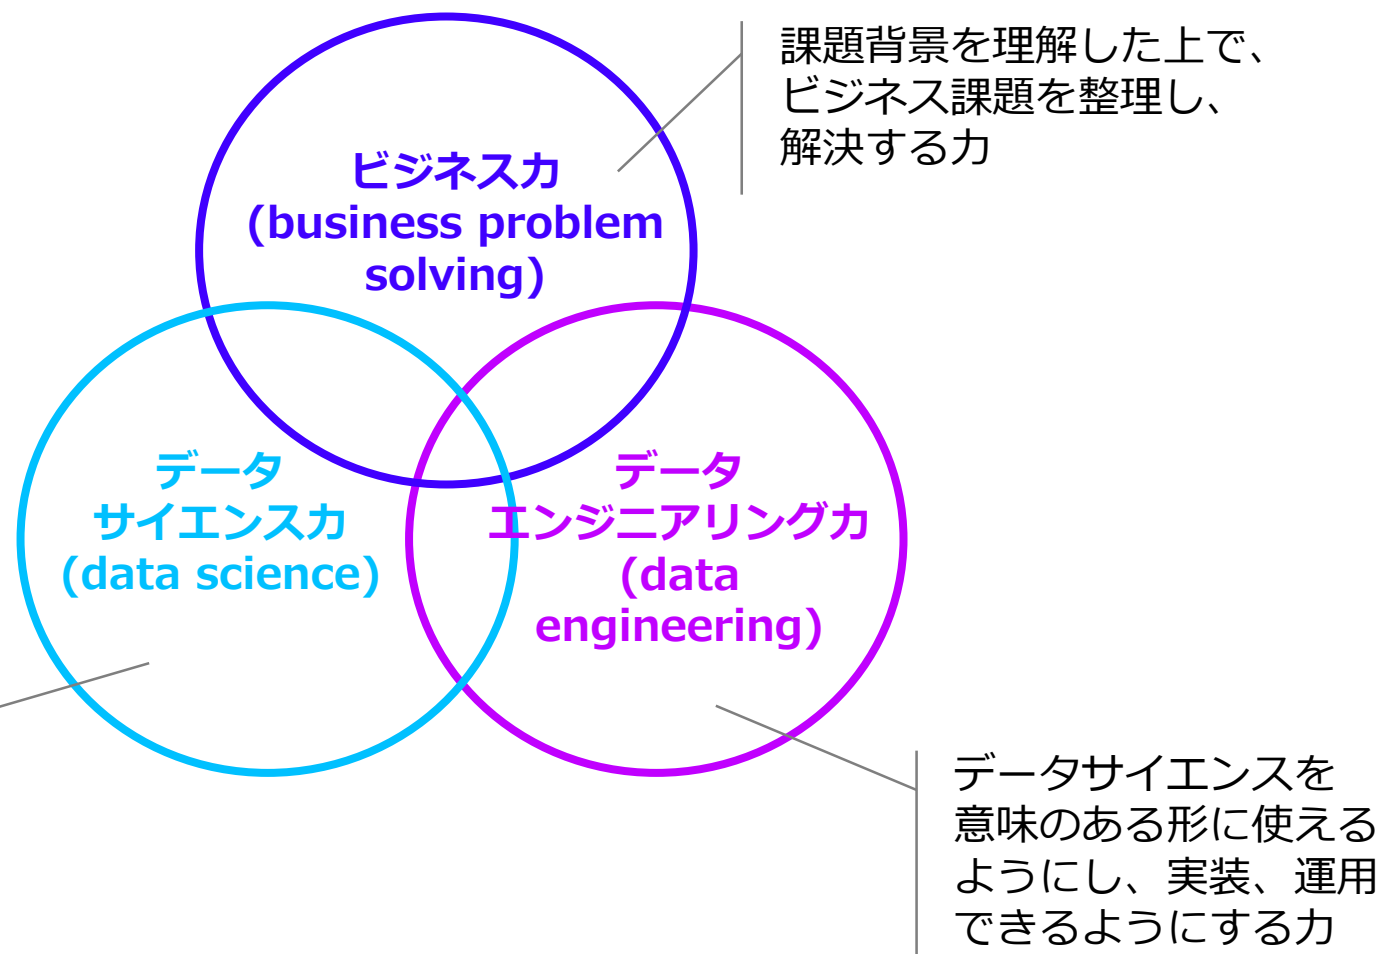 課題背景を理解した上で、
ビジネス課題を整理し、
解決する力
ビジネス力
(business problem
solving)
データ
サイエンス力
(data science)
データ
エンジニアリング力
(data
engineering)
データサイエンスを
意味のある形に使える
ようにし、実装、運用
できるようにする力